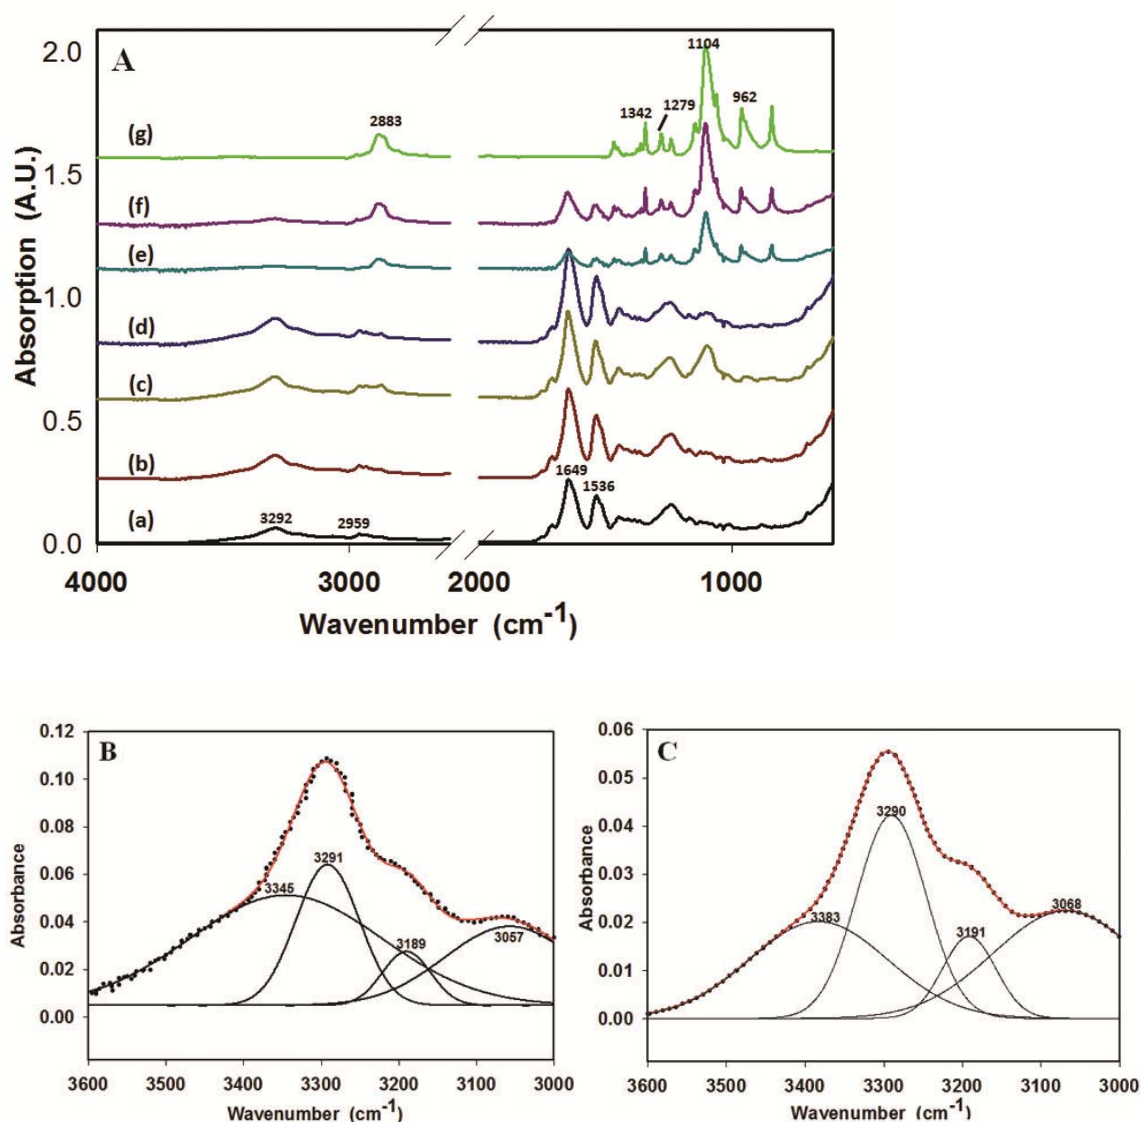 A
2.0
1.5
1.0
0.5
0.0
Absorption (A.U.)
(g)
(f)
(e)
(d)
(c)
(b)
(a)
2883
1342
1279
1104
962
3292
2959
1649
1536
4000 3000 2000 1000
Wavenumber (cm-1)
B
0.12
0.10
0.08
0.06
0.04
0.02
0.00
Absorbance
3345
3291
3189
3057
3600 3500 3400 3300 3200 3100 3000
Wavenumber (cm-1)
C
0.06
0.05
0.04
0.03
0.02
0.01
0.00
Absorbance
3383
3290
3191
3068
3600 3500 3400 3300 3200 3100 3000
Wavenumber (cm-1)